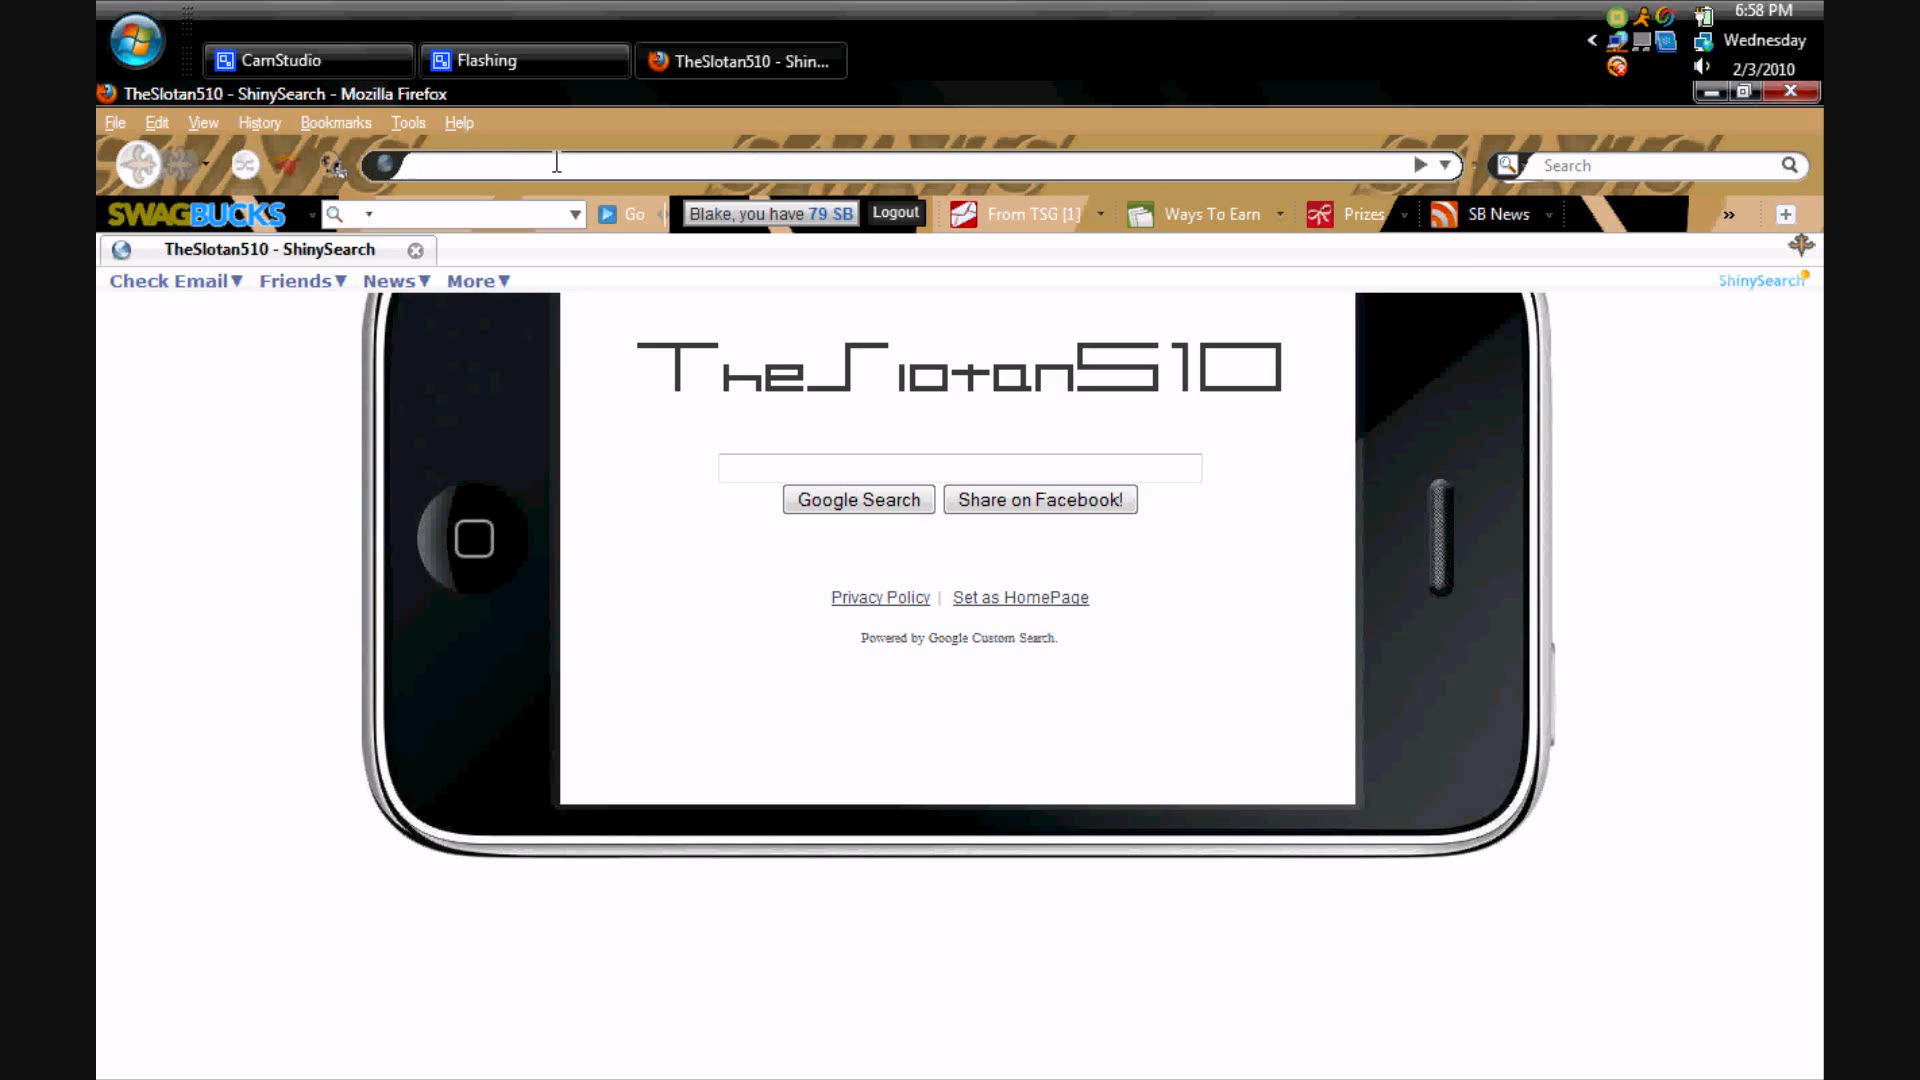 6:58 PM
CamStudio
Flashing
TheSlotan510 - Shin...
Wednesday
2/3/2010
TheSlotan510 - ShinySearch - Mozilla Firefox
File Edit View History Bookmarks Tools Help
Search
SWAGBUCKS
Go
Blake, you have 79 SB
Logout
From TSG [1]
Ways To Earn
Prizes
SB News
»
TheSlotan510 - ShinySearch
Check Email▼ Friends▼ News▼ More▼
ShinySearch
TheSlotan510
Google Search
Share on Facebook!
Privacy Policy | Set as HomePage
Powered by Google Custom Search.